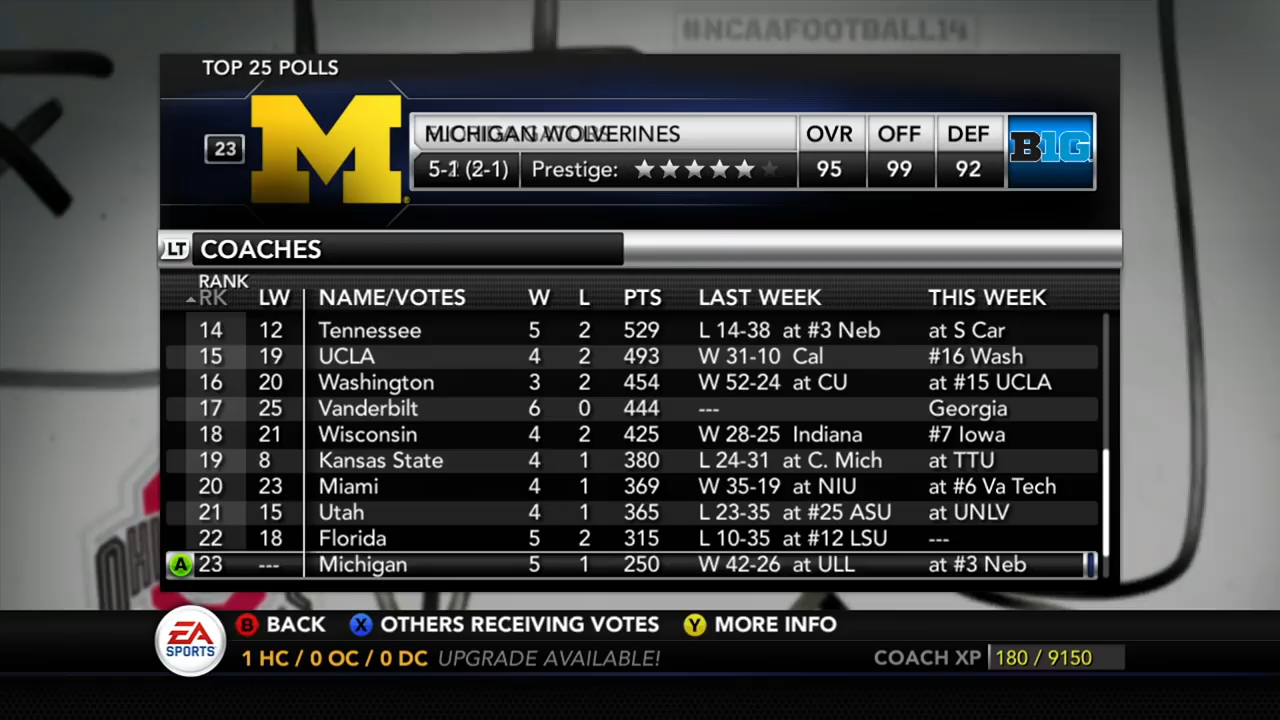 #NCAAFOOTBALL14
TOP 25 POLLS
23
MICHIGAN WOLVERINES OVR OFF DEF
(2-1) Prestige: 95 99 92
B1G
LT COACHES
RANK
RK LW NAME/VOTES W L PTS LAST WEEK THIS WEEK
14 12 Tennessee 5 2 529 L 14-38 at #3 Neb at S Car
15 19 UCLA 4 2 493 W 31-10 Cal #16 Wash
16 20 Washington 3 2 454 W 52-24 at CU at #15 UCLA
17 25 Vanderbilt 6 0 444 --- Georgia
18 21 Wisconsin 4 2 425 W 28-25 Indiana #7 Iowa
19 8 Kansas State 4 1 380 L 24-31 at C. Mich at TTU
20 23 Miami 4 1 369 W 35-19 at NIU at #6 Va Tech
21 15 Utah 4 1 365 L 23-35 at #25 ASU at UNLV
22 18 Florida 5 2 315 L 10-35 at #12 LSU ---
A 23 --- Michigan 5 1 250 W 42-26 at ULL at #3 Neb
EA SPORTS
B BACK X OTHERS RECEIVING VOTES Y MORE INFO
1 HC / 0 OC / 0 DC UPGRADE AVAILABLE! COACH XP 180 / 9150